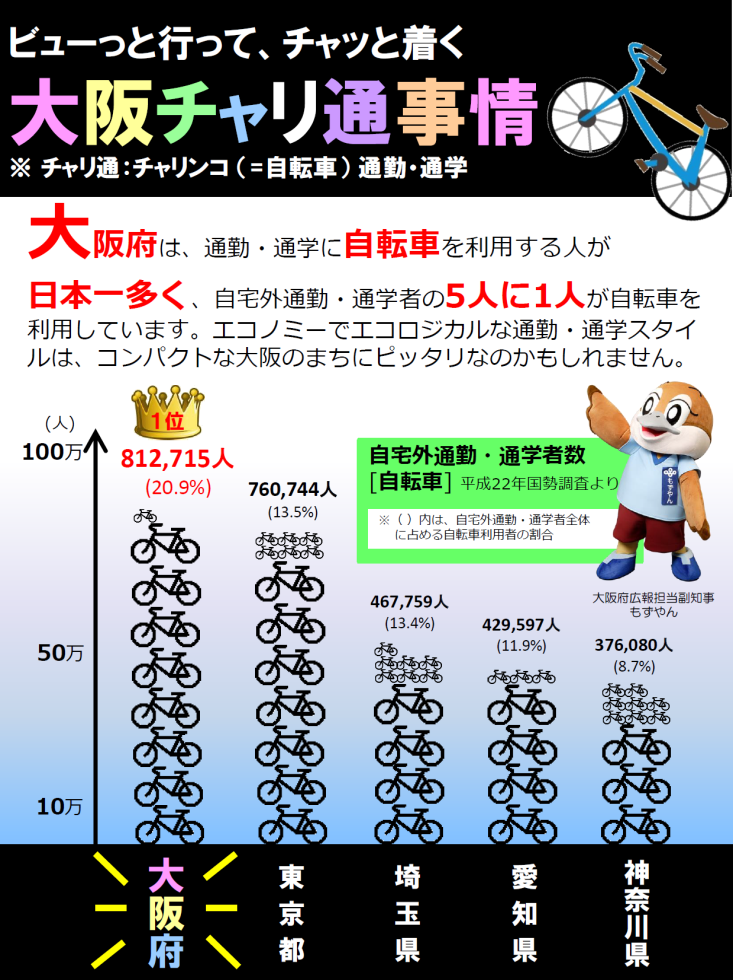 ビューっと行って、チャッと着く
大阪チャリ通事情
※ チャリ通：チャリンコ（＝自転車）通勤・通学
大阪府は、通勤・通学に自転車を利用する人が
日本一多く、自宅外通勤・通学者の5人に1人が自転車を
利用しています。エコノミーでエコロジカルな通勤・通学スタイ
ルは、コンパクトな大阪のまちにピッタリなのかもしれません。
（人）
100万
50万
10万
1位
812,715人
(20.9%)
760,744人
(13.5%)
467,759人
(13.4%)
429,597人
(11.9%)
376,080人
(8.7%)
自宅外通勤・通学者数
［自転車］平成22年国勢調査より
※（ ）内は、自宅外通勤・通学者全体
に占める自転車利用者の割合
もずやん
大阪府広報担当副知事
もずやん
大阪府
東京都
埼玉県
愛知県
神奈川県